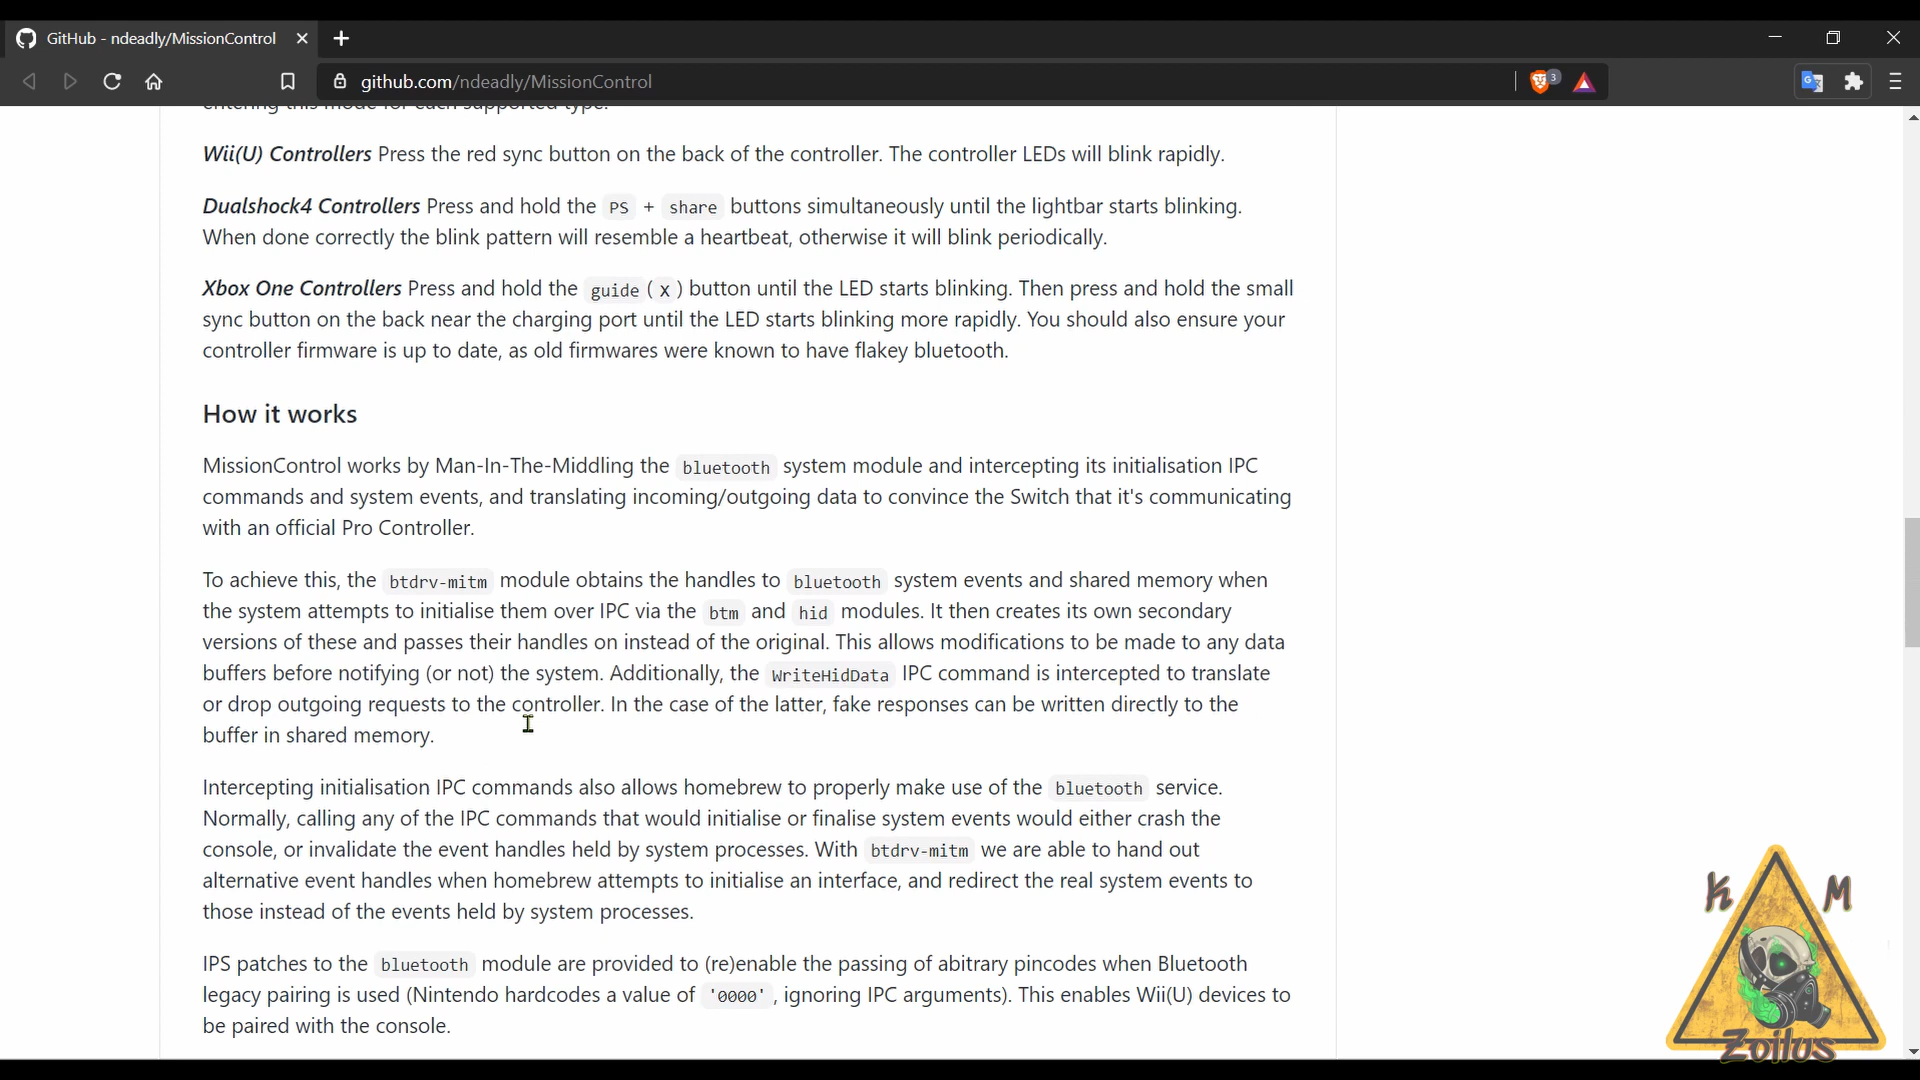 GitHub - ndeadly/MissionControl
github.com/ndeadly/MissionControl
3
entering this mode for each supported type.
Wii(U) Controllers Press the red sync button on the back of the controller. The controller LEDs will blink rapidly.
Dualshock4 Controllers Press and hold the PS + share buttons simultaneously until the lightbar starts blinking.
When done correctly the blink pattern will resemble a heartbeat, otherwise it will blink periodically.
Xbox One Controllers Press and hold the guide ( X ) button until the LED starts blinking. Then press and hold the small
sync button on the back near the charging port until the LED starts blinking more rapidly. You should also ensure your
controller firmware is up to date, as old firmwares were known to have flakey bluetooth.
How it works
MissionControl works by Man-In-The-Middling the bluetooth system module and intercepting its initialisation IPC
commands and system events, and translating incoming/outgoing data to convince the Switch that it's communicating
with an official Pro Controller.
To achieve this, the btdrv-mitm module obtains the handles to bluetooth system events and shared memory when
the system attempts to initialise them over IPC via the btm and hid modules. It then creates its own secondary
versions of these and passes their handles on instead of the original. This allows modifications to be made to any data
buffers before notifying (or not) the system. Additionally, the WriteHidData IPC command is intercepted to translate
or drop outgoing requests to the controller. In the case of the latter, fake responses can be written directly to the
buffer in shared memory.
Intercepting initialisation IPC commands also allows homebrew to properly make use of the bluetooth service.
Normally, calling any of the IPC commands that would initialise or finalise system events would either crash the
console, or invalidate the event handles held by system processes. With btdrv-mitm we are able to hand out
alternative event handles when homebrew attempts to initialise an interface, and redirect the real system events to
those instead of the events held by system processes.
IPS patches to the bluetooth module are provided to (re)enable the passing of abitrary pincodes when Bluetooth
legacy pairing is used (Nintendo hardcodes a value of '0000' , ignoring IPC arguments). This enables Wii(U) devices to
be paired with the console.
K M
Zoilus